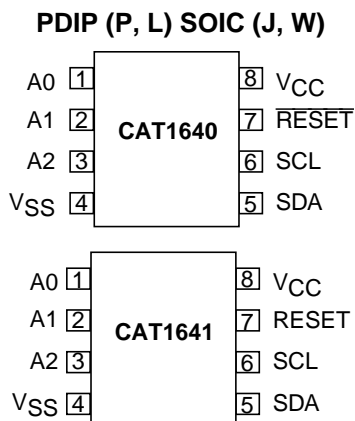 PDIP (P, L) SOIC (J, W)
A0 1 8 VCC
A1 2 CAT1640 7 RESET
A2 3 6 SCL
VSS 4 5 SDA
A0 1 8 VCC
A1 2 CAT1641 7 RESET
A2 3 6 SCL
VSS 4 5 SDA